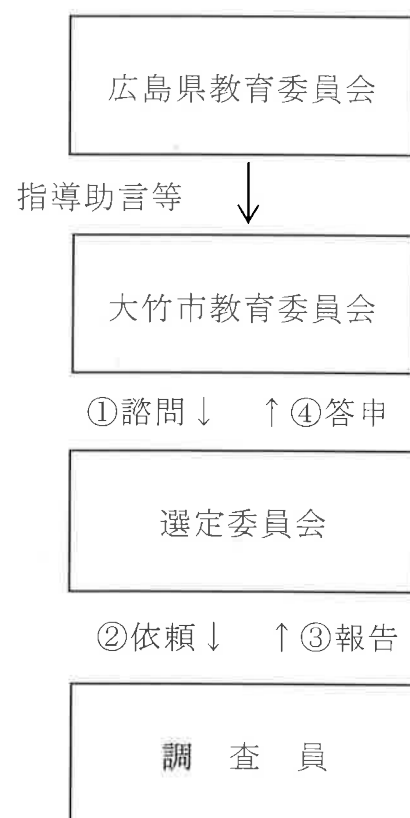 広島県教育委員会
指導助言等
大竹市教育委員会
①諮問↓ ↑④答申
選定委員会
②依頼↓ ↑③報告
調 査 員